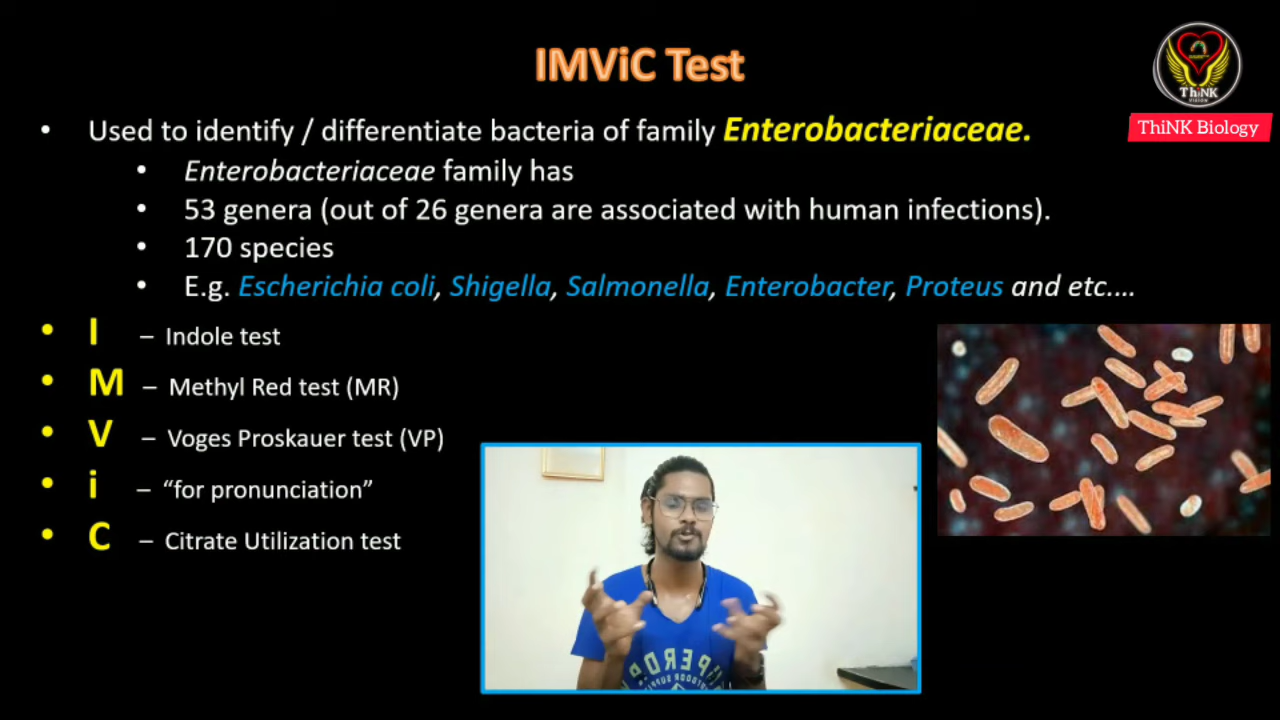 IMViC Test
ThiNK
VISION
ThiNK Biology
• Used to identify / differentiate bacteria of family Enterobacteriaceae.
• Enterobacteriaceae family has
• 53 genera (out of 26 genera are associated with human infections).
• 170 species
• E.g. Escherichia coli, Shigella, Salmonella, Enterobacter, Proteus and etc....
• I – Indole test
• M – Methyl Red test (MR)
• V – Voges Proskauer test (VP)
• i – “for pronunciation”
• C – Citrate Utilization test